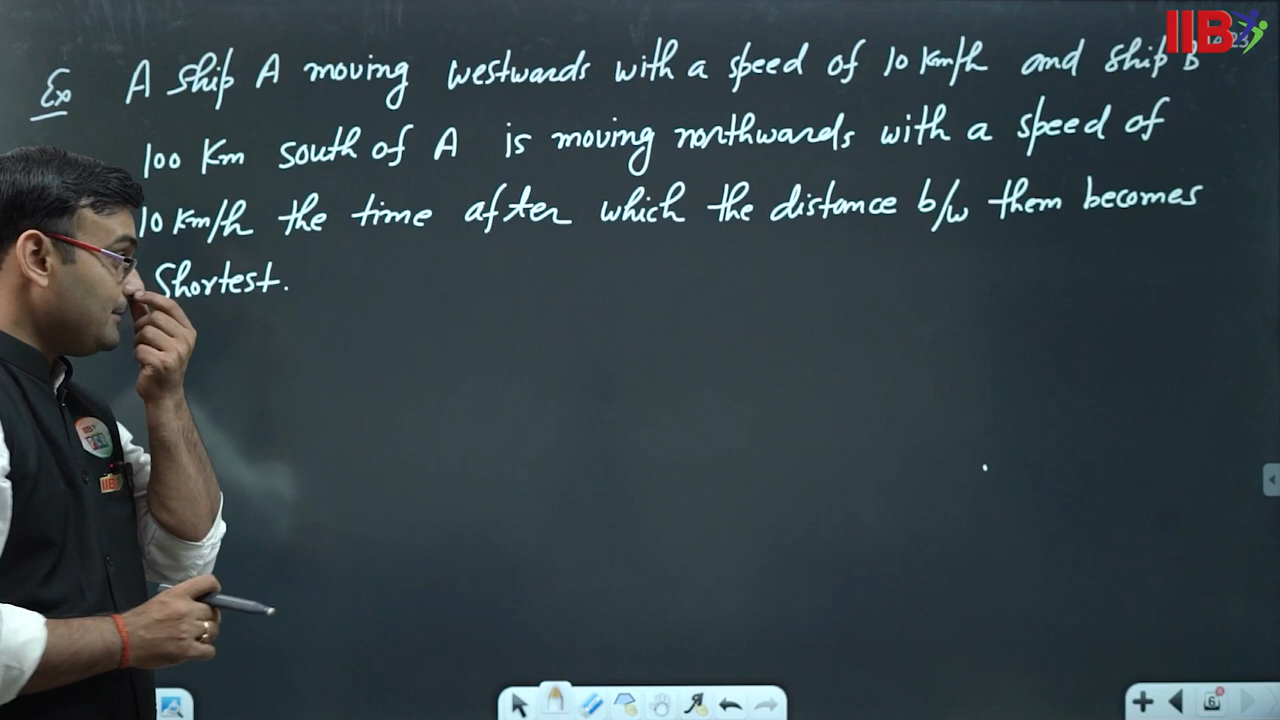 IIB
Ex A ship A moving westwards with a speed of 10 km/h and ship B
100 Km south of A is moving northwards with a speed of
10 km/h the time after which the distance b/w them becomes
Shortest.